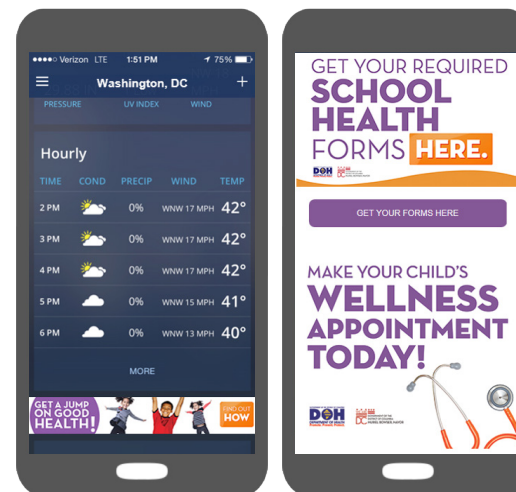 Verizon LTE 1:51 PM 75%
Washington, DC +
PRESSURE UV INDEX WIND
Hourly
TIME COND PRECIP WIND TEMP
2 PM 0% WNW 17 MPH 42°
3 PM 0% WNW 17 MPH 42°
4 PM 0% WNW 17 MPH 42°
5 PM 0% WNW 15 MPH 41°
6 PM 0% WNW 13 MPH 40°
MORE
GET A JUMP
ON GOOD
HEALTH!
FIND OUT
HOW
GET YOUR REQUIRED
SCHOOL
HEALTH
FORMS HERE.
DOH
GET YOUR FORMS HERE
MAKE YOUR CHILD'S
WELLNESS
APPOINTMENT
TODAY!
DOH
DEPARTMENT OF HEALTH